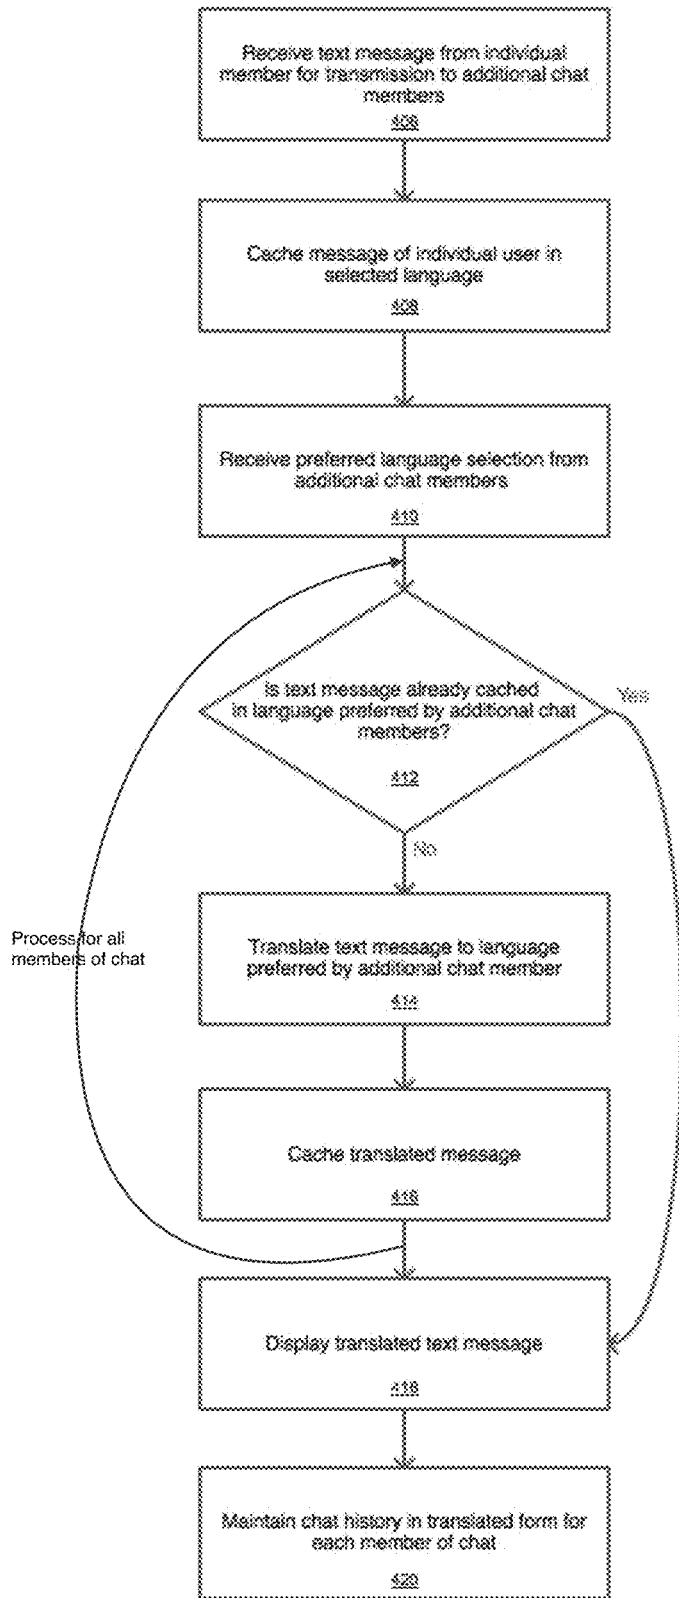 Receive text message from individual
member for transmission to additional chat
members
406
Cache message of individual user in
selected language
408
Receive preferred language selection from
additional chat members
410
Is text message already cached
in language preferred by additional chat
members?
412
Yes
No
Process for all
members of chat
Translate text message to language
preferred by additional chat member
414
Cache translated message
416
Display translated text message
418
Maintain chat history in translated form for
each member of chat
420